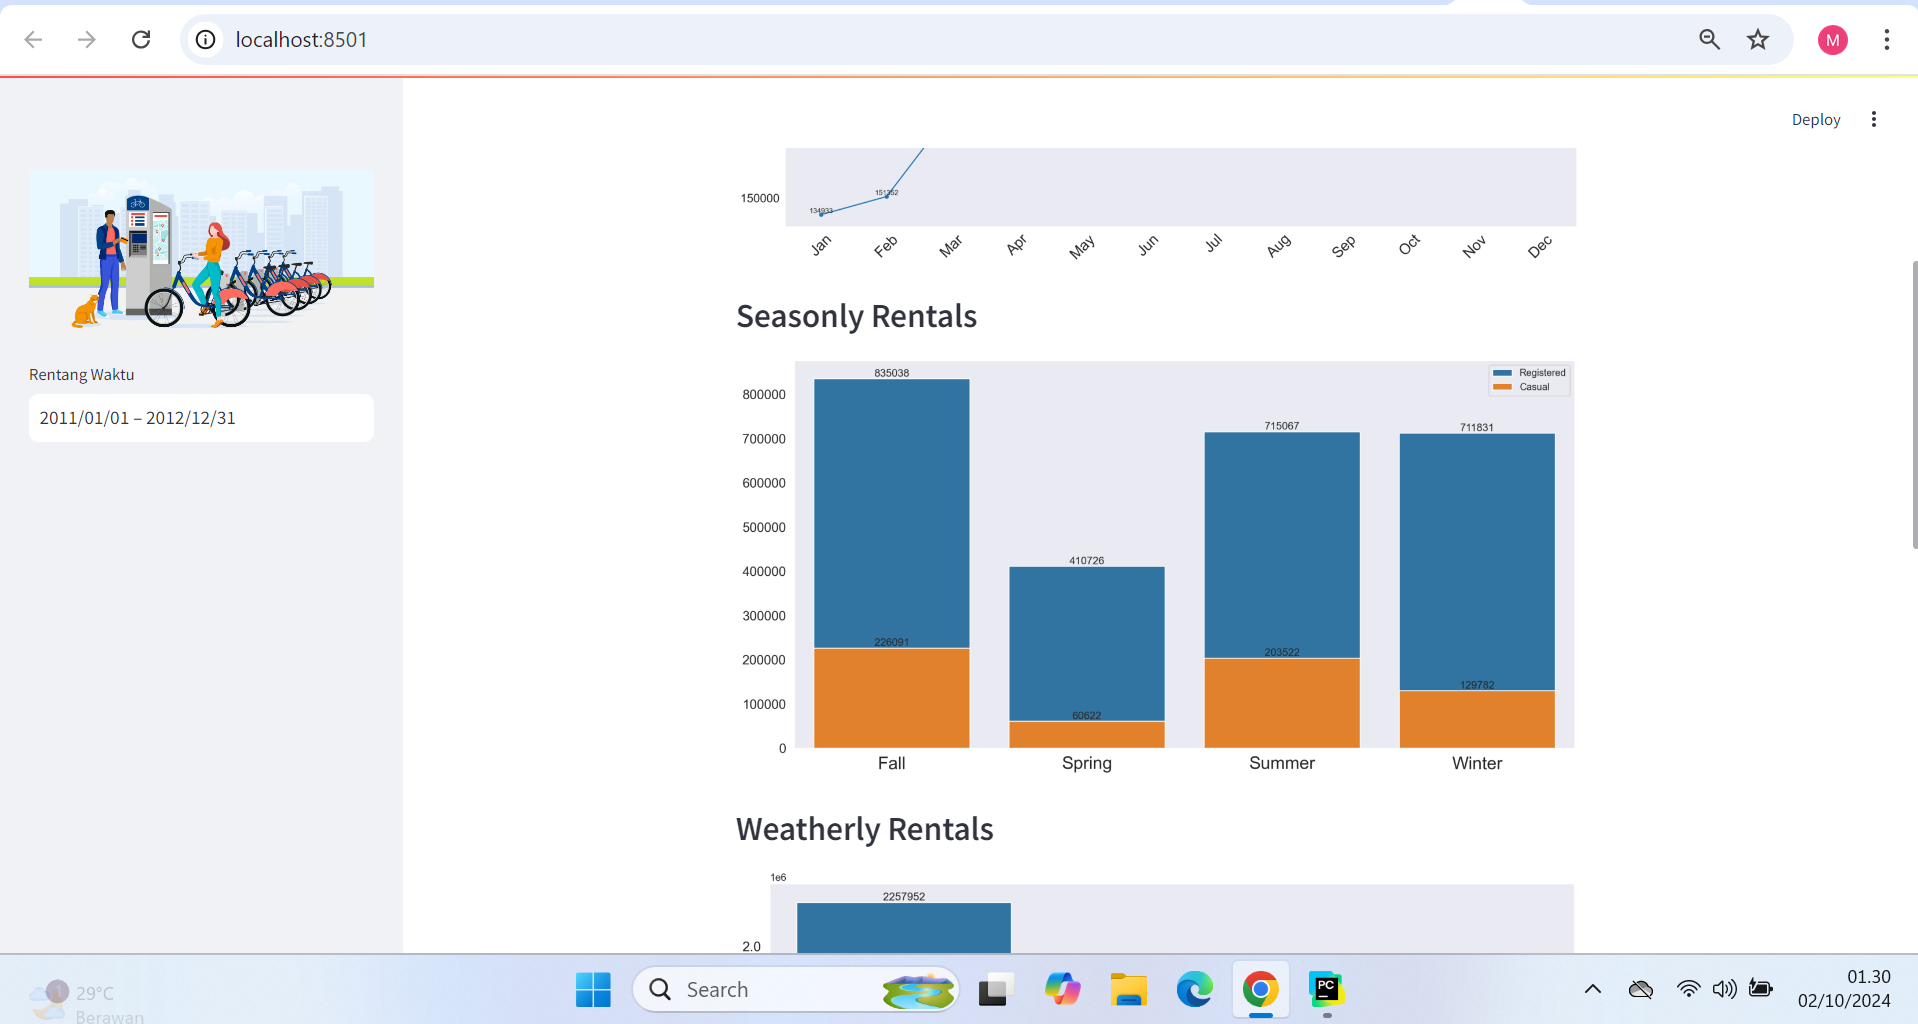 localhost:8501
M
Deploy
150000
134933
151352
Jan Feb Mar Apr May Jun Jul Aug Sep Oct Nov Dec
Rentang Waktu
2011/01/01 – 2012/12/31
Seasonly Rentals
Registered
Casual
800000
700000
600000
500000
400000
300000
200000
100000
0
835038
226091
410726
60622
715067
203522
711831
129782
Fall Spring Summer Winter
Weatherly Rentals
1e6
2257952
2.0
1
29°C
Berawan
Search
PC
01.30
02/10/2024